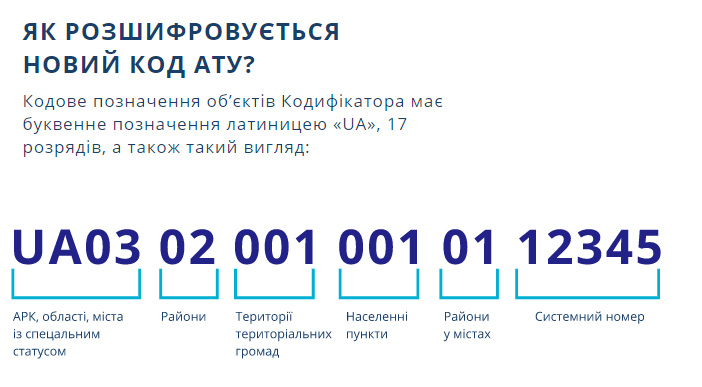 ЯК РОЗШИФРОВУЄТЬСЯ
НОВИЙ КОД АТУ?
Кодове позначення об’єктів Кодифікатора має
буквенне позначення латиницею «UA», 17
розрядів, а також такий вигляд:
UA03 02 001 001 01 12345
АРК, області, міста
із спецальним
статусом
Райони
Території
територіальних
громад
Населенні
пункти
Райони
у містах
Системний номер